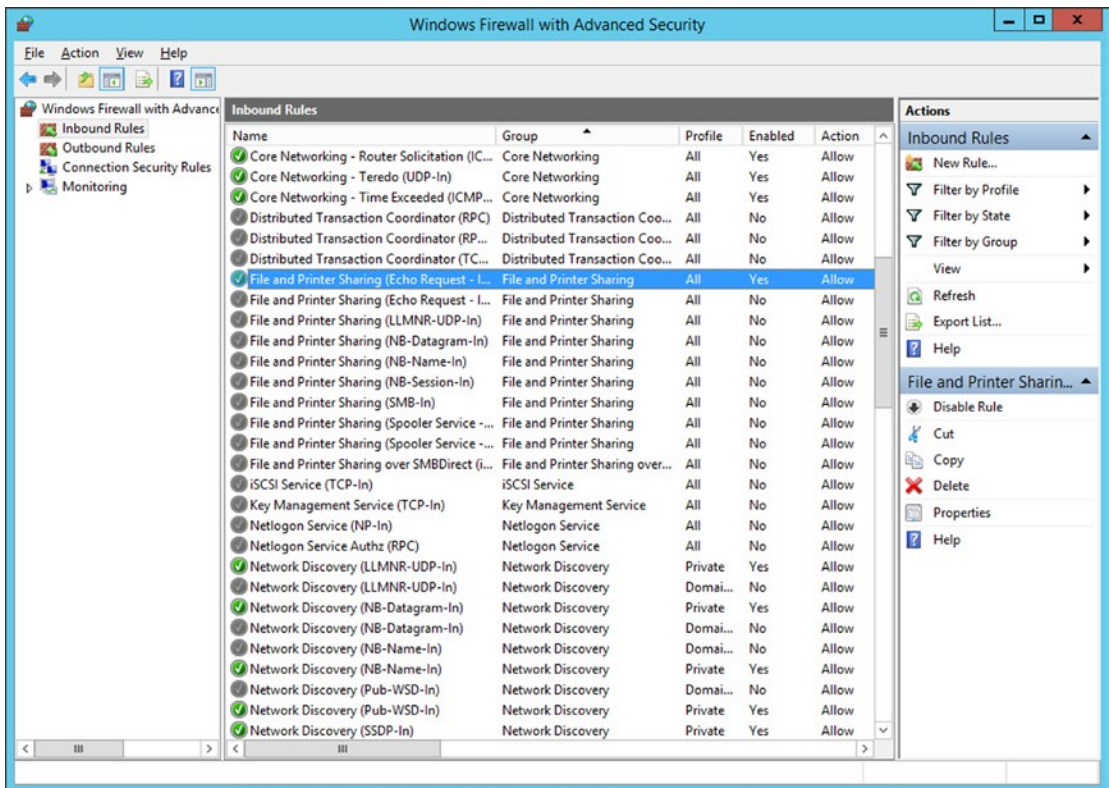 Windows Firewall with Advanced Security
File Action View Help
Windows Firewall with Advance
Inbound Rules
Outbound Rules
Connection Security Rules
Monitoring
Inbound Rules
Name Group Profile Enabled Action
Core Networking - Router Solicitation (IC... Core Networking All Yes Allow
Core Networking - Teredo (UDP-In) Core Networking All Yes Allow
Core Networking - Time Exceeded (ICMP... Core Networking All Yes Allow
Distributed Transaction Coordinator (RPC) Distributed Transaction Coo... All No Allow
Distributed Transaction Coordinator (RP... Distributed Transaction Coo... All No Allow
Distributed Transaction Coordinator (TC... Distributed Transaction Coo... All No Allow
File and Printer Sharing (Echo Request - I... File and Printer Sharing All Yes Allow
File and Printer Sharing (Echo Request - I... File and Printer Sharing All No Allow
File and Printer Sharing (LLMNR-UDP-In) File and Printer Sharing All No Allow
File and Printer Sharing (NB-Datagram-In) File and Printer Sharing All No Allow
File and Printer Sharing (NB-Name-In) File and Printer Sharing All No Allow
File and Printer Sharing (NB-Session-In) File and Printer Sharing All No Allow
File and Printer Sharing (SMB-In) File and Printer Sharing All No Allow
File and Printer Sharing (Spooler Service -... File and Printer Sharing All No Allow
File and Printer Sharing (Spooler Service -... File and Printer Sharing All No Allow
File and Printer Sharing over SMBDirect (i... File and Printer Sharing over... All No Allow
iSCSI Service (TCP-In) iSCSI Service All No Allow
Key Management Service (TCP-In) Key Management Service All No Allow
Netlogon Service (NP-In) Netlogon Service All No Allow
Netlogon Service Authz (RPC) Netlogon Service All No Allow
Network Discovery (LLMNR-UDP-In) Network Discovery Private Yes Allow
Network Discovery (LLMNR-UDP-In) Network Discovery Domai... No Allow
Network Discovery (NB-Datagram-In) Network Discovery Private Yes Allow
Network Discovery (NB-Datagram-In) Network Discovery Domai... No Allow
Network Discovery (NB-Name-In) Network Discovery Domai... No Allow
Network Discovery (NB-Name-In) Network Discovery Private Yes Allow
Network Discovery (Pub-WSD-In) Network Discovery Domai... No Allow
Network Discovery (Pub-WSD-In) Network Discovery Private Yes Allow
Network Discovery (SSDP-In) Network Discovery Private Yes Allow
Actions
Inbound Rules
New Rule...
Filter by Profile
Filter by State
Filter by Group
View
Refresh
Export List...
Help
File and Printer Sharin...
Disable Rule
Cut
Copy
Delete
Properties
Help